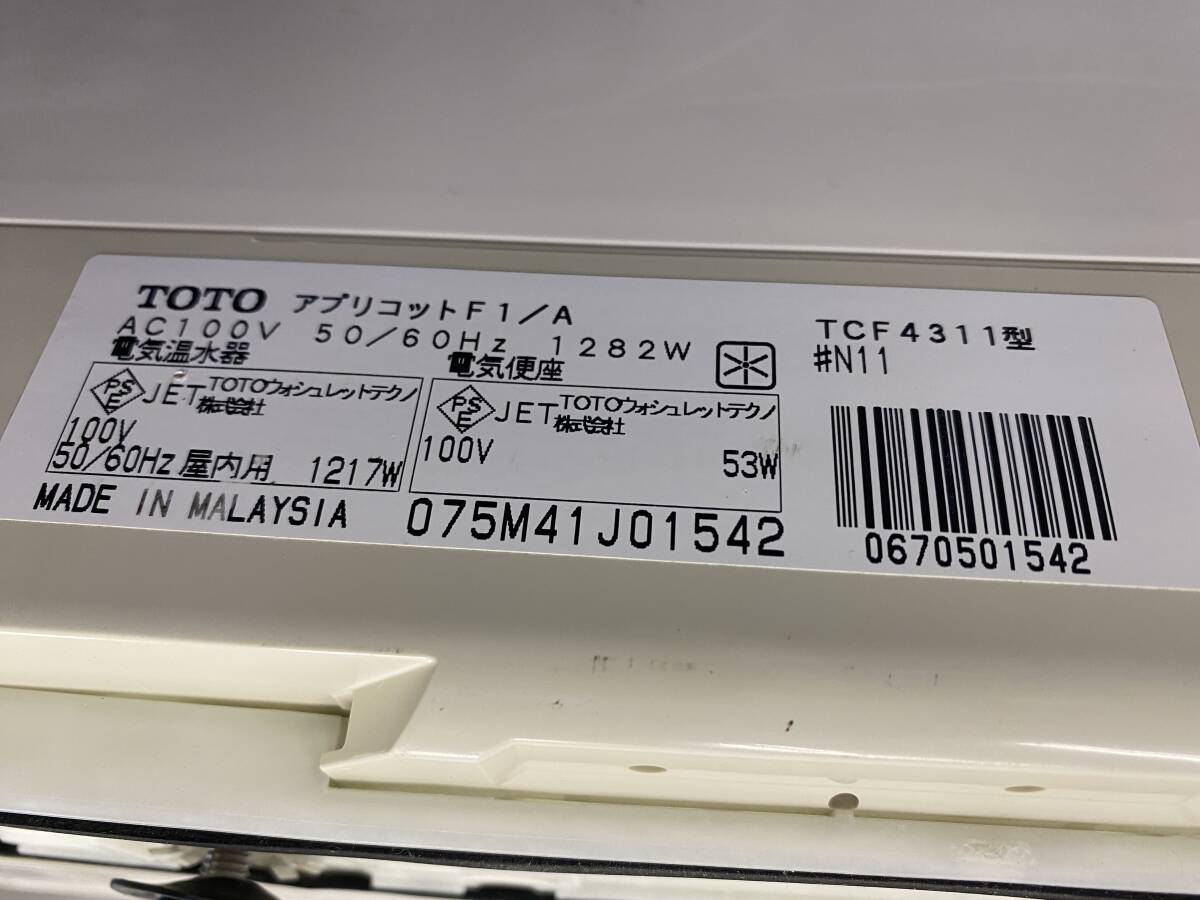 TOTO アプリコットF1/A
AC100V 50/60Hz 1282W
電気温水器
PSE JET TOTOウォシュレットテクノ
株式会社
100V
50/60Hz 屋内用 1217W
電気便座
PSE JET TOTOウォシュレットテクノ
株式会社
100V 53W
MADE IN MALAYSIA 075M41J01542
TCF4311型
#N11
0670501542